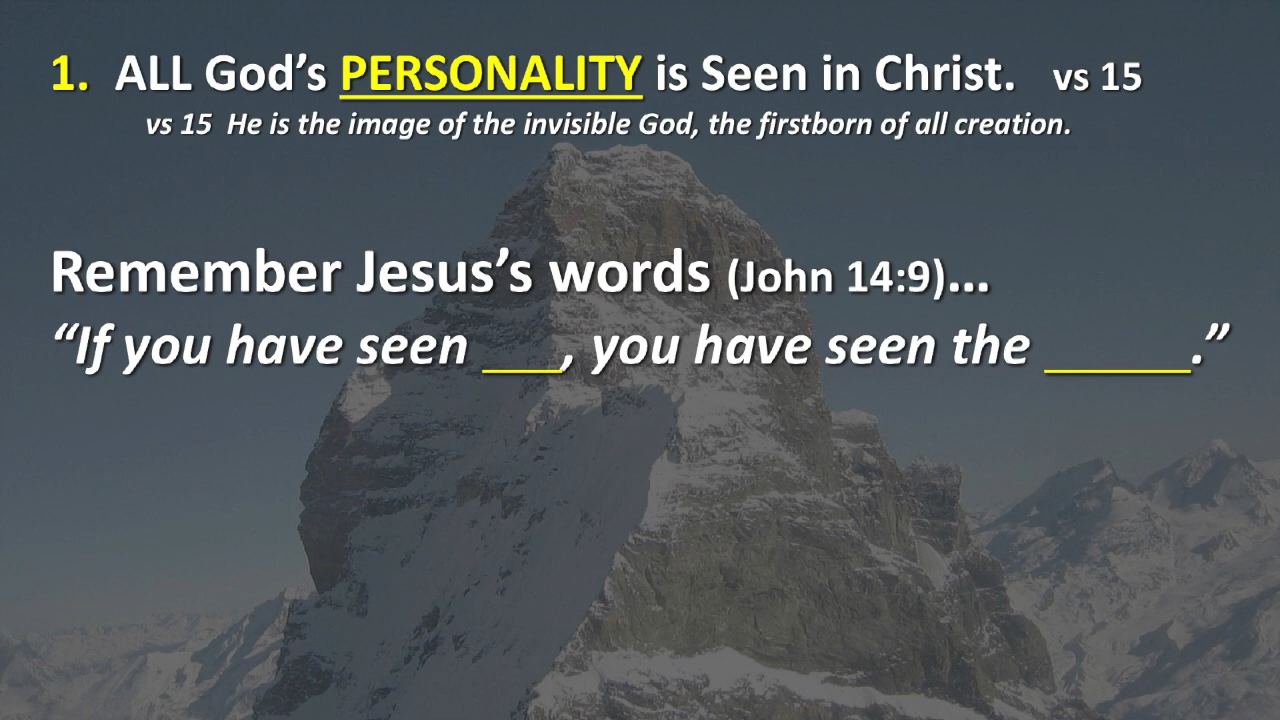 1. ALL God’s PERSONALITY is Seen in Christ. vs 15
vs 15 He is the image of the invisible God, the firstborn of all creation.
Remember Jesus’s words (John 14:9)…
“If you have seen ___, you have seen the ______.”